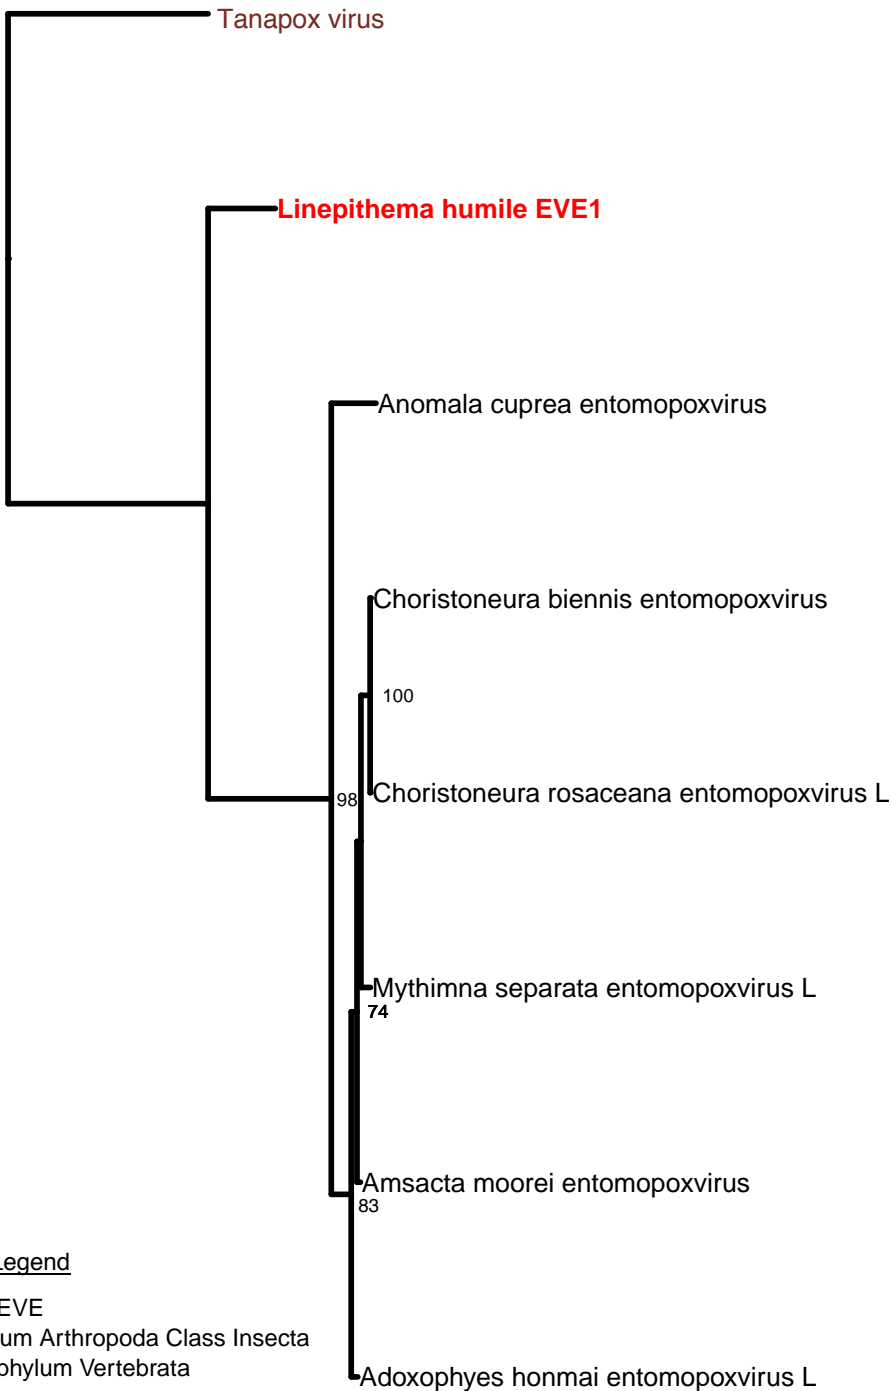 Tanapox virus
Linepithema humile EVE1
Anomala cuprea entomopoxvirus
Choristoneura biennis entomopoxvirus
100
98
Choristoneura rosaceana entomopoxvirus L
Mythimna separata entomopoxvirus L
74
Amsacta moorei entomopoxvirus
83
Legend
EVE
um Arthropoda Class Insecta
phylum Vertebrata
Adoxophyes honmai entomopoxvirus L